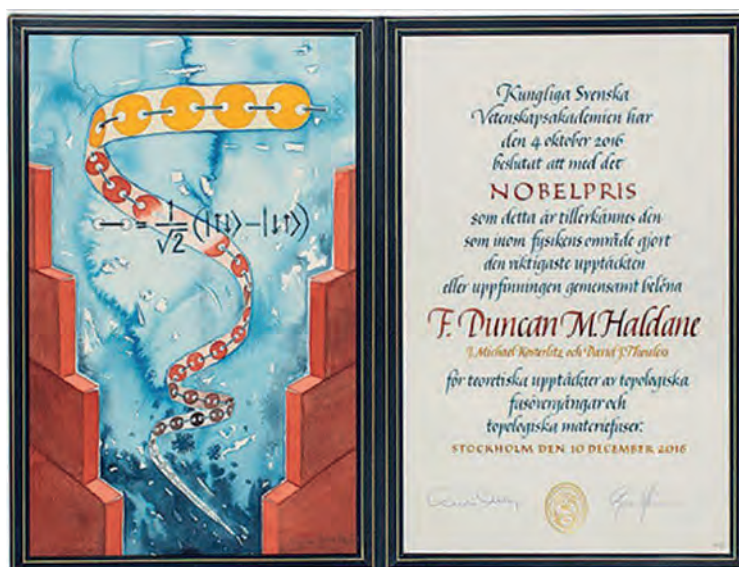 = 1/√2 (|↑↓⟩ - |↓↑⟩)
Kungliga Svenska
Vetenskapsakademien har
den 4 oktober 2016
beslutat att med det
NOBELPRIS
som detta år tillerkännes den
som inom fysikens område gjort
den viktigaste upptäckten
eller uppfinningen gemensamt belöna
F. Duncan M. Haldane
J. Michael Kosterlitz och David J. Thouless
för teoretiska upptäckter av topologiska
fasövergångar och
topologiska materiefaser.
STOCKHOLM DEN 10 DECEMBER 2016